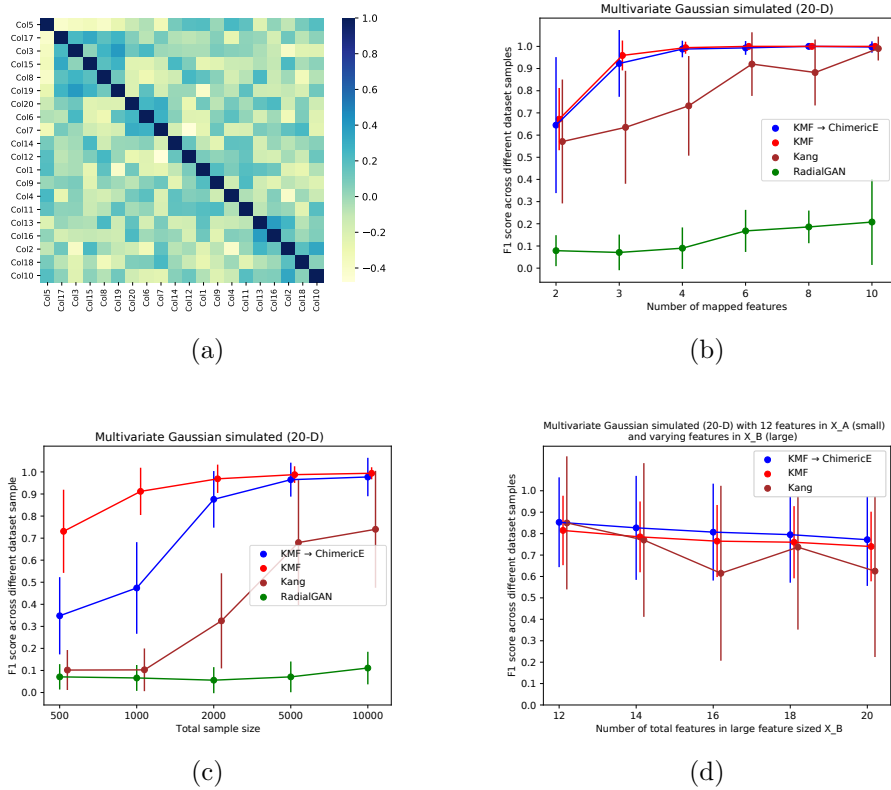 Col5
Col17
Col3
Col15
Col8
Col19
Col20
Col6
Col7
Col14
Col12
Col1
Col9
Col4
Col11
Col13
Col16
Col2
Col18
Col10
Col5 Col17 Col3 Col15 Col8 Col19 Col20 Col6 Col7 Col14 Col12 Col1 Col9 Col4 Col11 Col13 Col16 Col2 Col18 Col10
1.0
0.8
0.6
0.4
0.2
0.0
−0.2
−0.4
(a)
Multivariate Gaussian simulated (20-D)
F1 score across different dataset samples
1.0
0.9
0.8
0.7
0.6
0.5
0.4
0.3
0.2
0.1
0.0
KMF → ChimericE
KMF
Kang
RadialGAN
2 3 4 6 8 10
Number of mapped features
(b)
Multivariate Gaussian simulated (20-D)
F1 score across different dataset sample
1.0
0.9
0.8
0.7
0.6
0.5
0.4
0.3
0.2
0.1
0.0
KMF → ChimericE
KMF
Kang
RadialGAN
500 1000 2000 5000 10000
Total sample size
(c)
Multivariate Gaussian simulated (20-D) with 12 features in X_A (small)
and varying features in X_B (large)
F1 score across different dataset samples
1.0
0.9
0.8
0.7
0.6
0.5
0.4
0.3
0.2
0.1
0.0
KMF → ChimericE
KMF
Kang
12 14 16 18 20
Number of total features in large feature sized X_B
(d)